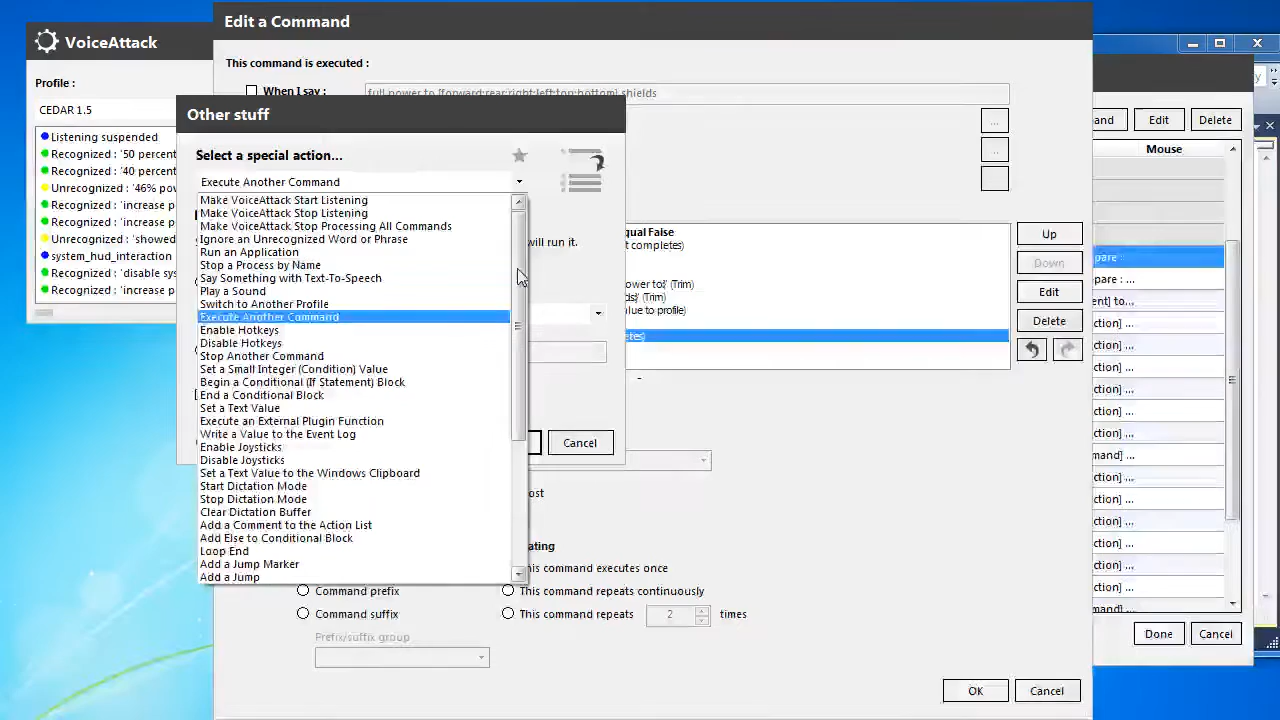 Edit a Command
VoiceAttack
This command is executed :
Profile :
When I say :
full power to [forward;rear;right;left;top;bottom] shields
CEDAR 1.5
Other stuff
Listening suspended
Recognized : '50 percent
Recognized : '40 percent
Unrecognized : '46% pow
Recognized : 'increase p
Recognized : 'increase p
Unrecognized : 'showed
system_hud_interaction
Recognized : 'disable sys
Recognized : 'increase p
Select a special action...
Execute Another Command
Make VoiceAttack Start Listening
Make VoiceAttack Stop Listening
Make VoiceAttack Stop Processing All Commands
Ignore an Unrecognized Word or Phrase
Run an Application
Stop a Process by Name
Say Something with Text-To-Speech
Play a Sound
Switch to Another Profile
Execute Another Command
Enable Hotkeys
Disable Hotkeys
Stop Another Command
Set a Small Integer (Condition) Value
Begin a Conditional (If Statement) Block
End a Conditional Block
Set a Text Value
Execute an External Plugin Function
Write a Value to the Event Log
Enable Joysticks
Disable Joysticks
Set a Text Value to the Windows Clipboard
Start Dictation Mode
Stop Dictation Mode
Clear Dictation Buffer
Add a Comment to the Action List
Add Else to Conditional Block
Loop End
Add a Jump Marker
Add a Jump
will run it.
Cancel
...
qual False
t completes)
ower to' (Trim)
ds' (Trim)
alue to profile)
etes)
Up
Down
Edit
Delete
ost
ating
his command executes once
Command prefix
This command repeats continuously
Command suffix
This command repeats
2
times
Prefix/suffix group
OK
Cancel
and
Edit
Delete
Mouse
pare :
pare : ...
ent] to...
ction] ...
ction] ...
ction] ...
ction] ...
ction] ...
ction] ...
mand] ...
ction] ...
ction] ...
ction] ...
ction] ...
ction] ...
mand] ...
Done
Cancel